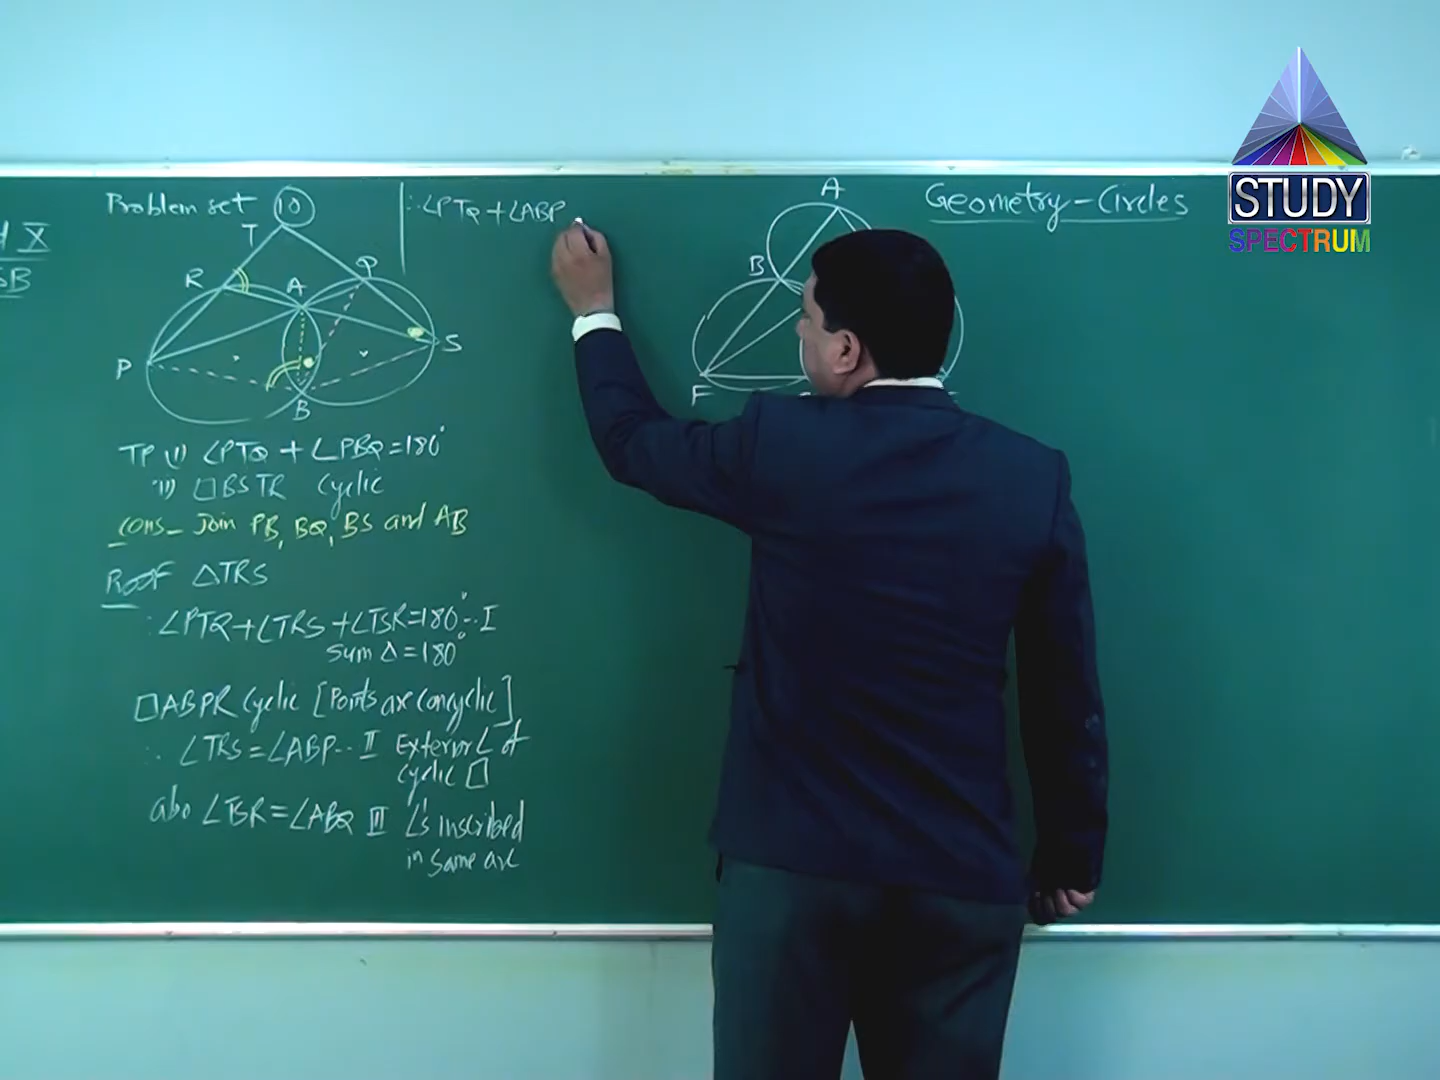 X
SB
Problem set 10
T
R
A
Q
P
S
B
TP (i) ∠PTQ + ∠PBQ = 180°
(ii) □BSTR cyclic
Cons - Join PB, BQ, BS and AB
Proof △TRS
∴ ∠PTQ + ∠TRS + ∠TSR = 180° .. I
Sum △ = 180°
□ABPR Cyclic [Points are concyclic]
∴ ∠TRS = ∠ABP .. II Exterior ∠ of
cyclic □
also ∠TSR = ∠ABQ III ∠'s inscribed
in same arc
∴ ∠PTQ + ∠ABP
A
B
F
Geometry - Circles
STUDY
SPECTRUM